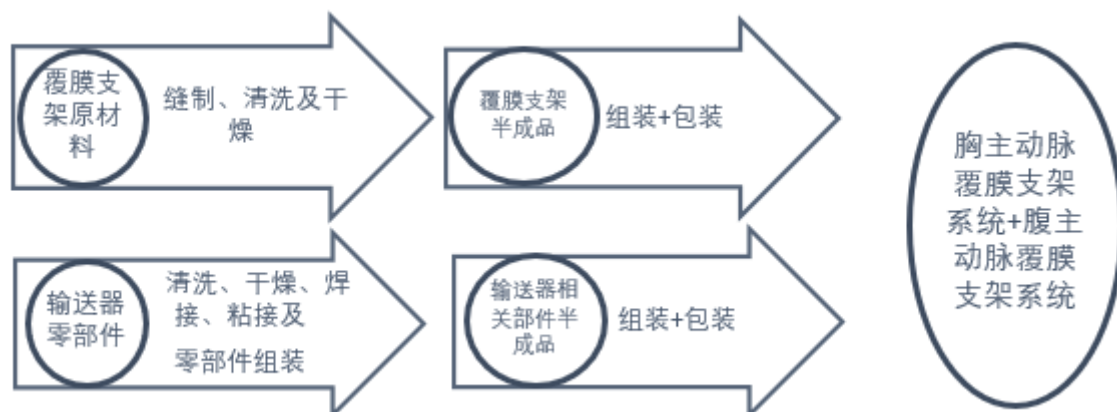 覆膜支
架原材
料
缝制、清洗及干
燥
覆膜支架
半成品
组装+包装
输送器
零部件
清洗、干燥、焊
接、粘接及
零部件组装
输送器相
关部件半
成品
组装+包装
胸主动脉
覆膜支架
系统+腹主
动脉覆膜
支架系统